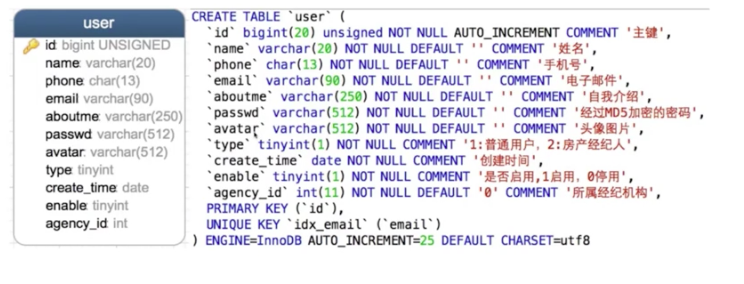 user
id: bigint UNSIGNED
name: varchar(20)
phone: char(13)
email varchar(90)
aboutme: varchar(250)
passwd: varchar(512)
avatar: varchar(512)
type: tinyint
create_time: date
enable: tinyint
agency_id: int
CREATE TABLE `user` (
`id` bigint(20) unsigned NOT NULL AUTO_INCREMENT COMMENT '主键',
`name` varchar(20) NOT NULL DEFAULT '' COMMENT '姓名',
`phone` char(13) NOT NULL DEFAULT '' COMMENT '手机号',
`email` varchar(90) NOT NULL DEFAULT '' COMMENT '电子邮件',
`aboutme` varchar(250) NOT NULL DEFAULT '' COMMENT '自我介绍',
`passwd` varchar(512) NOT NULL DEFAULT '' COMMENT '经过MD5加密的密码',
`avatar` varchar(512) NOT NULL DEFAULT '' COMMENT '头像图片',
`type` tinyint(1) NOT NULL COMMENT '1:普通用户，2:房产经纪人',
`create_time` date NOT NULL COMMENT '创建时间',
`enable` tinyint(1) NOT NULL COMMENT '是否启用,1启用，0停用',
`agency_id` int(11) NOT NULL DEFAULT '0' COMMENT '所属经纪机构',
PRIMARY KEY (`id`),
UNIQUE KEY `idx_email` (`email`)
) ENGINE=InnoDB AUTO_INCREMENT=25 DEFAULT CHARSET=utf8